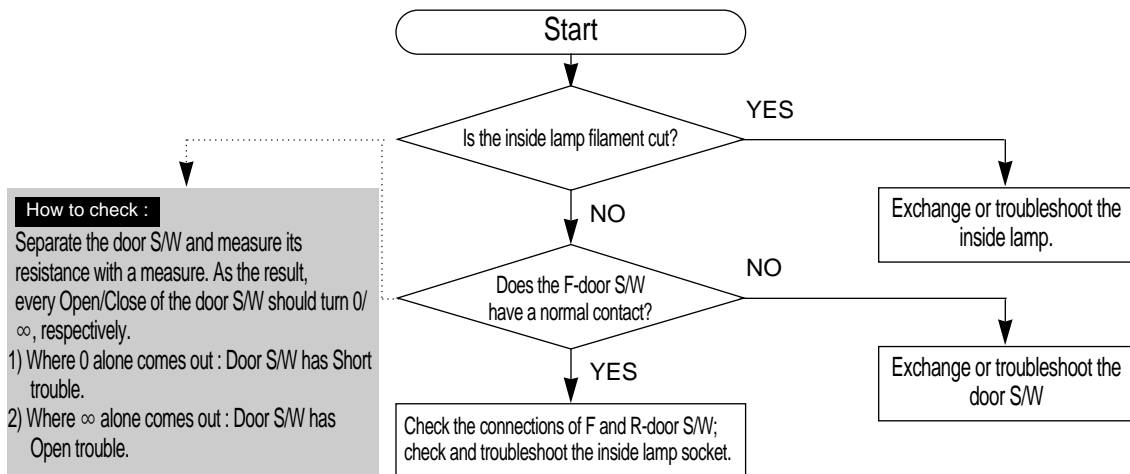 Start
Is the inside lamp filament cut?
YES
Exchange or troubleshoot the
inside lamp.
NO
Does the F-door S/W
have a normal contact?
NO
Exchange or troubleshoot the
door S/W
YES
Check the connections of F and R-door S/W;
check and troubleshoot the inside lamp socket.
How to check :
Separate the door S/W and measure its
resistance with a measure. As the result,
every Open/Close of the door S/W should turn 0/
∞, respectively.
1) Where 0 alone comes out : Door S/W has Short
trouble.
2) Where ∞ alone comes out : Door S/W has
Open trouble.